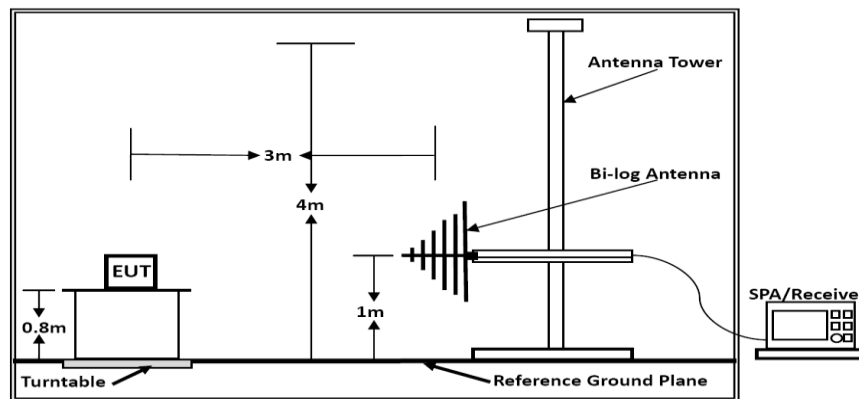 Antenna Tower
3m
Bi-log Antenna
4m
EUT
SPA/Receive
0.8m
1m
Turntable
Reference Ground Plane